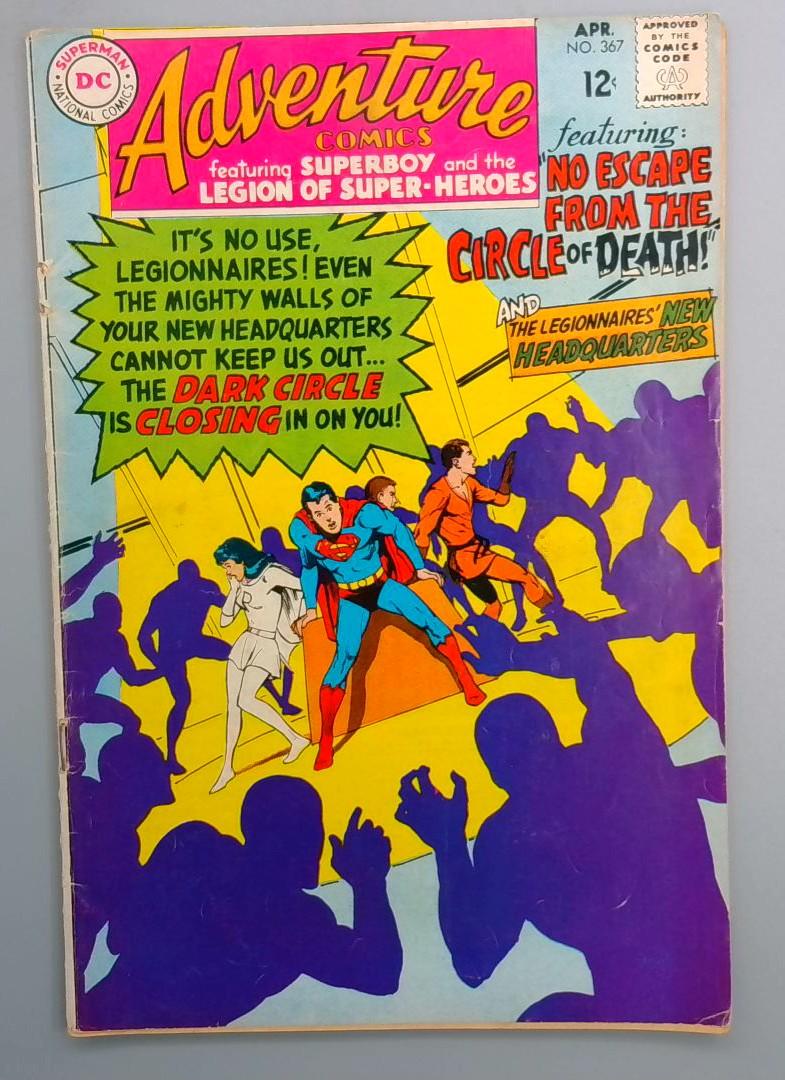 SUPERMAN
DC
NATIONAL COMICS
Adventure
COMICS
featuring SUPERBOY and the
LEGION OF SUPER-HEROES
APR.
NO. 367
12¢
APPROVED
BY THE
COMICS
CODE
CA
AUTHORITY
featuring:
"NO ESCAPE
FROM THE
CIRCLE OF DEATH!"
AND
THE LEGIONNAIRES' NEW
HEADQUARTERS
IT'S NO USE,
LEGIONNAIRES! EVEN
THE MIGHTY WALLS OF
YOUR NEW HEADQUARTERS
CANNOT KEEP US OUT...
THE DARK CIRCLE
IS CLOSING IN ON YOU!
S